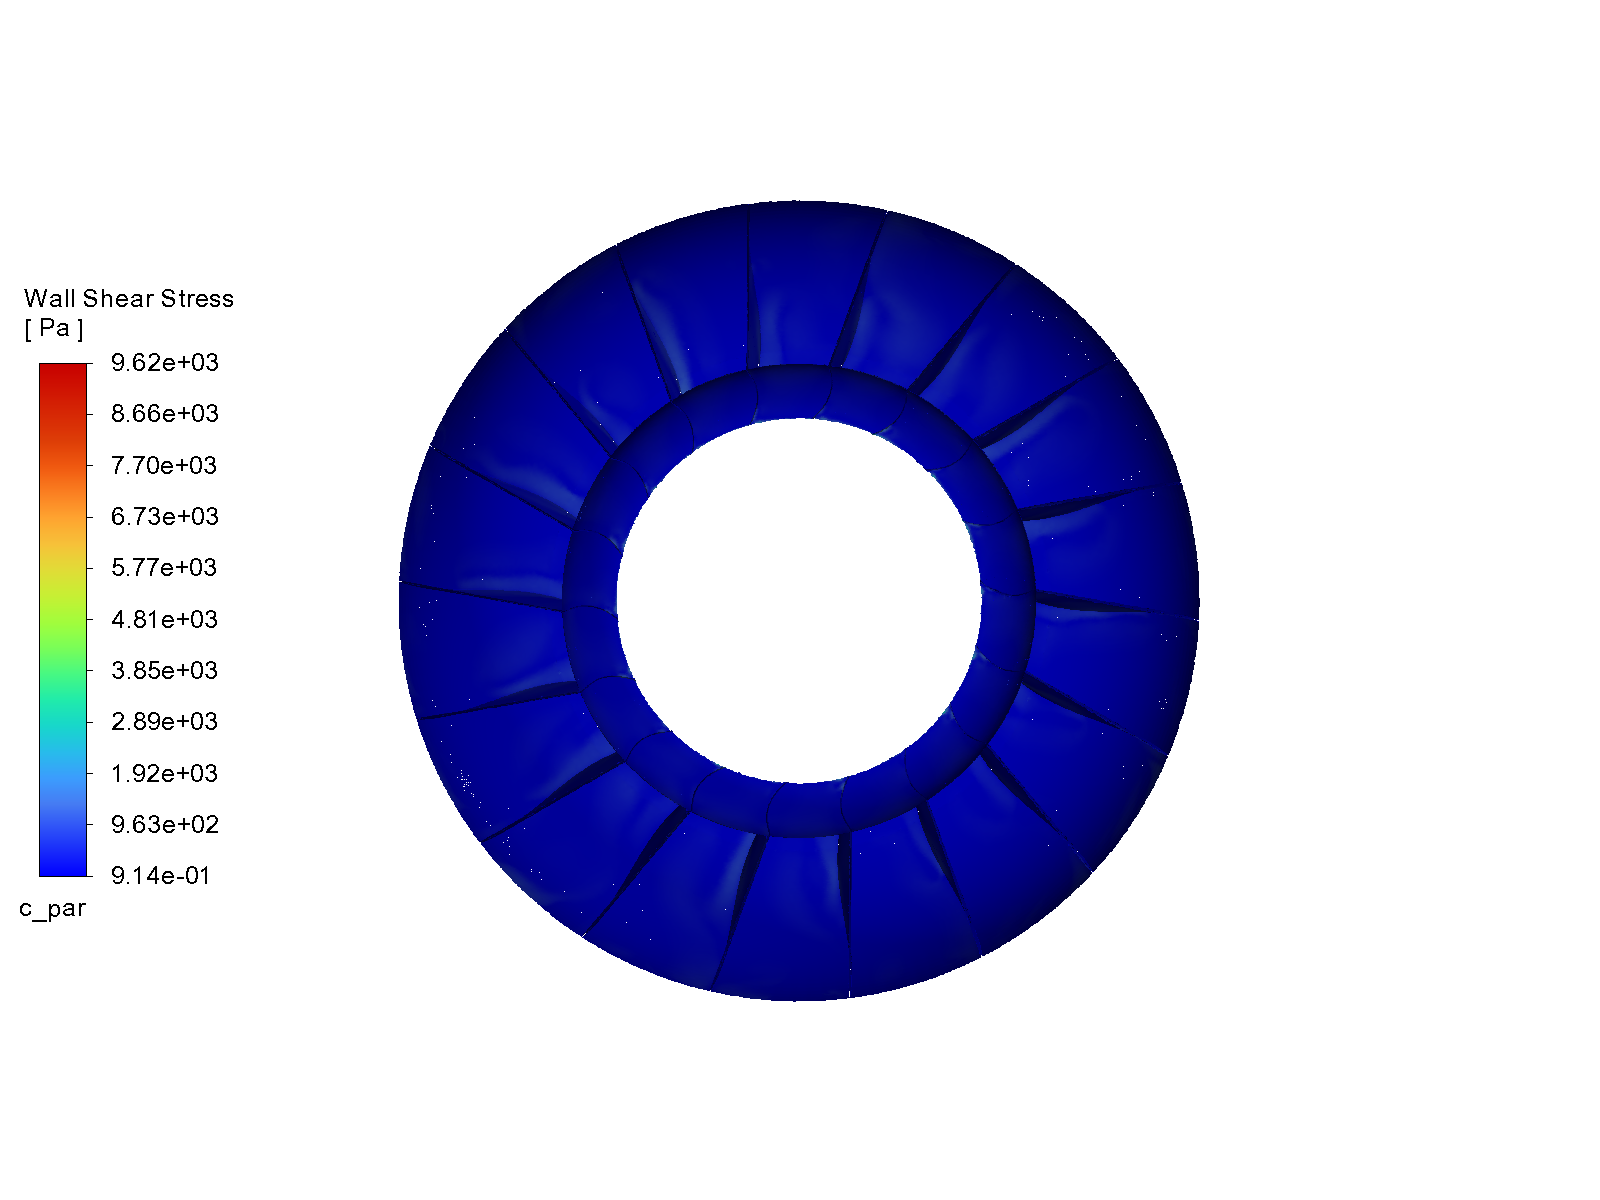 Wall Shear Stress
[ Pa ]
9.62e+03
8.66e+03
7.70e+03
6.73e+03
5.77e+03
4.81e+03
3.85e+03
2.89e+03
1.92e+03
9.63e+02
9.14e-01
c_par